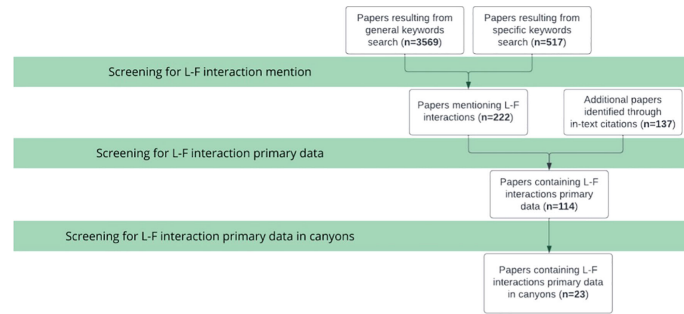 Papers resulting from
general keywords
search (n=3569)
Papers resulting from
specific keywords
search (n=517)
Screening for L-F interaction mention
Papers mentioning L-F
interactions (n=222)
Additional papers
identified through
in-text citations (n=137)
Screening for L-F interaction primary data
Papers containing L-F
interactions primary
data (n=114)
Screening for L-F interaction primary data in canyons
Papers containing L-F
interactions primary data
in canyons (n=23)